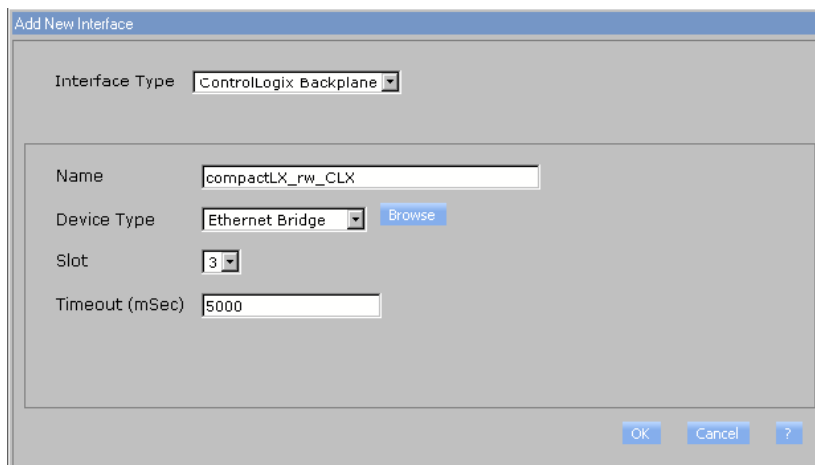 Add New Interface
Interface Type ControlLogix Backplane
Name compactLX_rw_CLX
Device Type Ethernet Bridge Browse
Slot 3
Timeout (mSec) 5000
OK Cancel ?